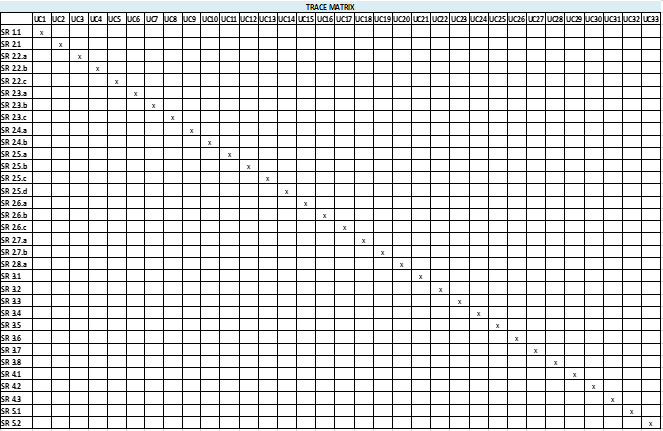 TRACE MATRIX
UC1 UC2 UC3 UC4 UC5 UC6 UC7 UC8 UC9 UC10 UC11 UC12 UC13 UC14 UC15 UC16 UC17 UC18 UC19 UC20 UC21 UC22 UC23 UC24 UC25 UC26 UC27 UC28 UC29 UC30 UC31 UC32 UC33
SR 1.1 x
SR 2.1 x
SR 2.2.a x
SR 2.2.b x
SR 2.2.c x
SR 2.3.a x
SR 2.3.b x
SR 2.3.c x
SR 2.4.a x
SR 2.4.b x
SR 2.5.a x
SR 2.5.b x
SR 2.5.c x
SR 2.5.d x
SR 2.6.a x
SR 2.6.b x
SR 2.6.c x
SR 2.7.a x
SR 2.7.b x
SR 2.8.a x
SR 3.1 x
SR 3.2 x
SR 3.3 x
SR 3.4 x
SR 3.5 x
SR 3.6 x
SR 3.7 x
SR 3.8 x
SR 4.1 x
SR 4.2 x
SR 4.3 x
SR 5.1 x
SR 5.2 x